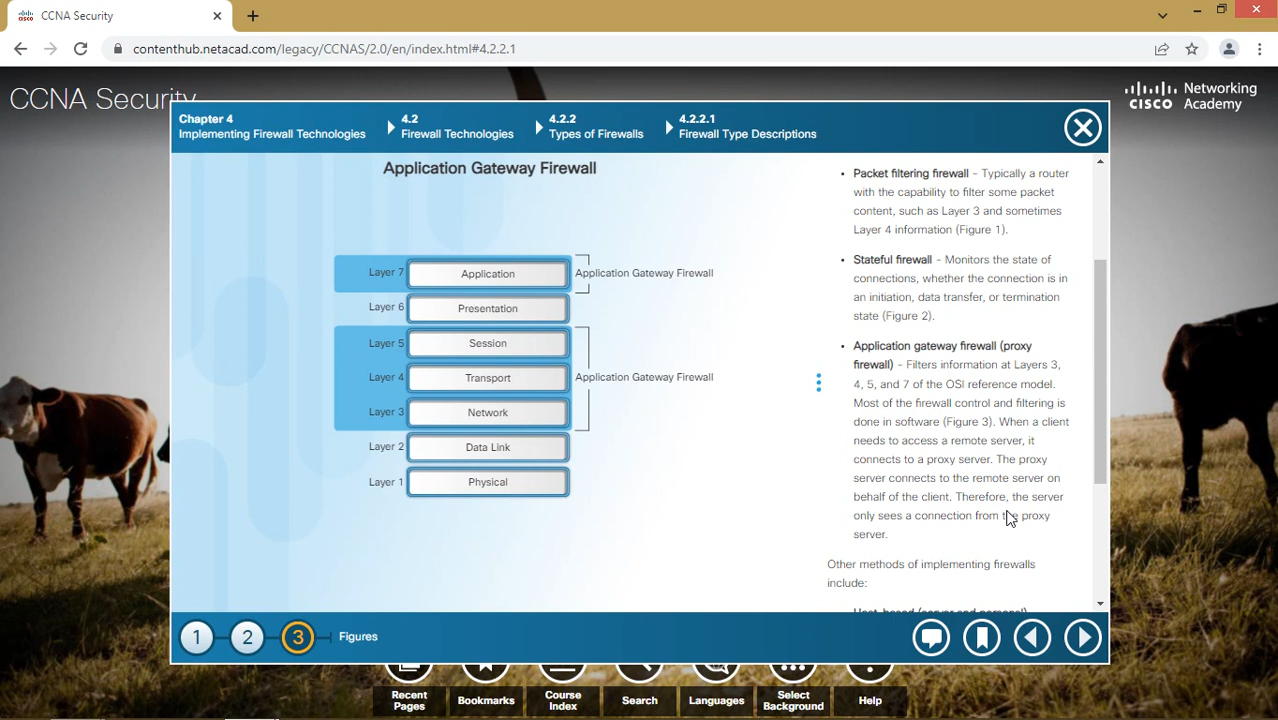 CCNA Security
contenthub.netacad.com/legacy/CCNAS/2.0/en/index.html#4.2.2.1
CCNA Security
Networking
Academy
CISCO
Chapter 4
Implementing Firewall Technologies
4.2
Firewall Technologies
4.2.2
Types of Firewalls
4.2.2.1
Firewall Type Descriptions
Application Gateway Firewall
Layer 7 Application Application Gateway Firewall
Layer 6 Presentation
Layer 5 Session
Layer 4 Transport Application Gateway Firewall
Layer 3 Network
Layer 2 Data Link
Layer 1 Physical
• Packet filtering firewall - Typically a router
with the capability to filter some packet
content, such as Layer 3 and sometimes
Layer 4 information (Figure 1).
• Stateful firewall - Monitors the state of
connections, whether the connection is in
an initiation, data transfer, or termination
state (Figure 2).
• Application gateway firewall (proxy
firewall) - Filters information at Layers 3,
4, 5, and 7 of the OSI reference model.
Most of the firewall control and filtering is
done in software (Figure 3). When a client
needs to access a remote server, it
connects to a proxy server. The proxy
server connects to the remote server on
behalf of the client. Therefore, the server
only sees a connection from the proxy
server.
Other methods of implementing firewalls
include:
Host-based (server and personal)
1 2 3 Figures
Recent
Pages
Bookmarks
Course
Index
Search
Languages
Select
Background
Help